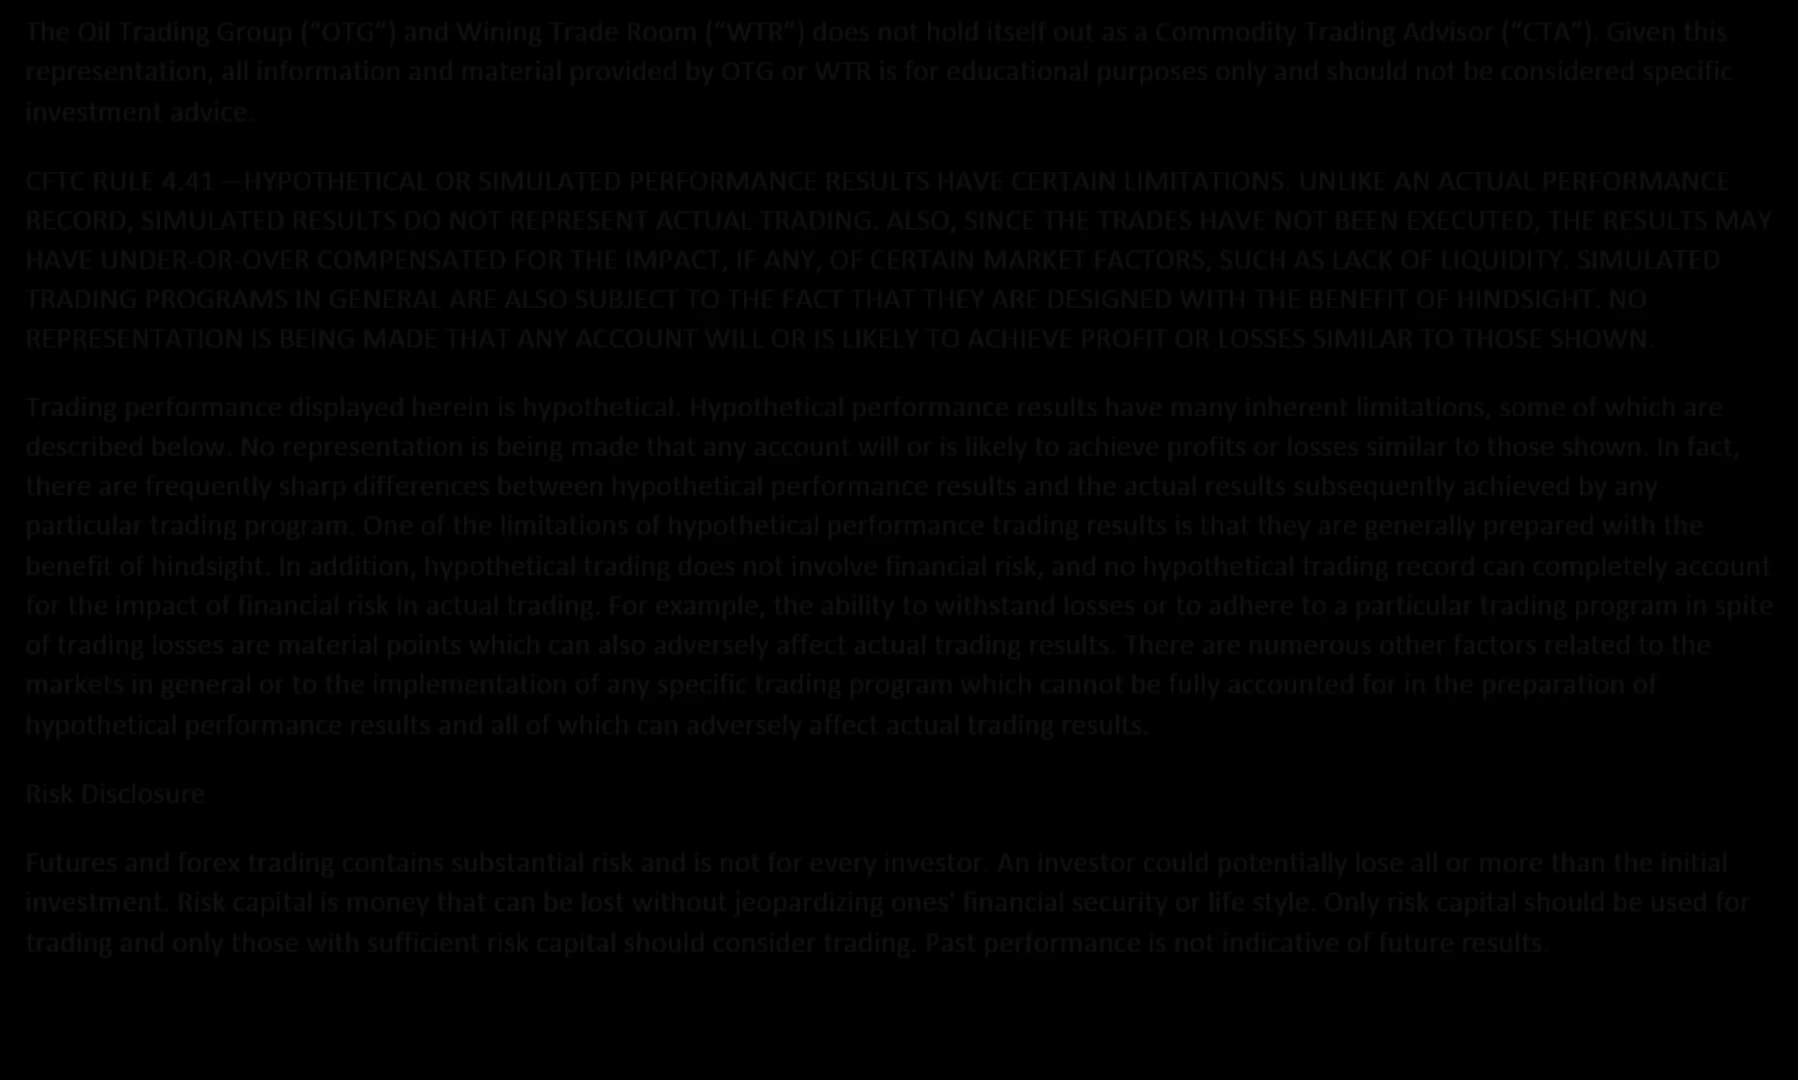 The Oil Trading Group (“OTG”) and Wining Trade Room (“WTR”) does not hold itself out as a Commodity Trading Advisor (“CTA”). Given this
representation, all information and material provided by OTG or WTR is for educational purposes only and should not be considered specific
investment advice.
CFTC RULE 4.41—HYPOTHETICAL OR SIMULATED PERFORMANCE RESULTS HAVE CERTAIN LIMITATIONS. UNLIKE AN ACTUAL PERFORMANCE
RECORD, SIMULATED RESULTS DO NOT REPRESENT ACTUAL TRADING. ALSO, SINCE THE TRADES HAVE NOT BEEN EXECUTED, THE RESULTS MAY
HAVE UNDER-OR-OVER COMPENSATED FOR THE IMPACT, IF ANY, OF CERTAIN MARKET FACTORS, SUCH AS LACK OF LIQUIDITY. SIMULATED
TRADING PROGRAMS IN GENERAL ARE ALSO SUBJECT TO THE FACT THAT THEY ARE DESIGNED WITH THE BENEFIT OF HINDSIGHT. NO
REPRESENTATION IS BEING MADE THAT ANY ACCOUNT WILL OR IS LIKELY TO ACHIEVE PROFIT OR LOSSES SIMILAR TO THOSE SHOWN.
Trading performance displayed herein is hypothetical. Hypothetical performance results have many inherent limitations, some of which are
described below. No representation is being made that any account will or is likely to achieve profits or losses similar to those shown. In fact,
there are frequently sharp differences between hypothetical performance results and the actual results subsequently achieved by any
particular trading program. One of the limitations of hypothetical performance trading results is that they are generally prepared with the
benefit of hindsight. In addition, hypothetical trading does not involve financial risk, and no hypothetical trading record can completely account
for the impact of financial risk in actual trading. For example, the ability to withstand losses or to adhere to a particular trading program in spite
of trading losses are material points which can also adversely affect actual trading results. There are numerous other factors related to the
markets in general or to the implementation of any specific trading program which cannot be fully accounted for in the preparation of
hypothetical performance results and all of which can adversely affect actual trading results.
Risk Disclosure
Futures and forex trading contains substantial risk and is not for every investor. An investor could potentially lose all or more than the initial
investment. Risk capital is money that can be lost without jeopardizing ones’ financial security or life style. Only risk capital should be used for
trading and only those with sufficient risk capital should consider trading. Past performance is not indicative of future results.